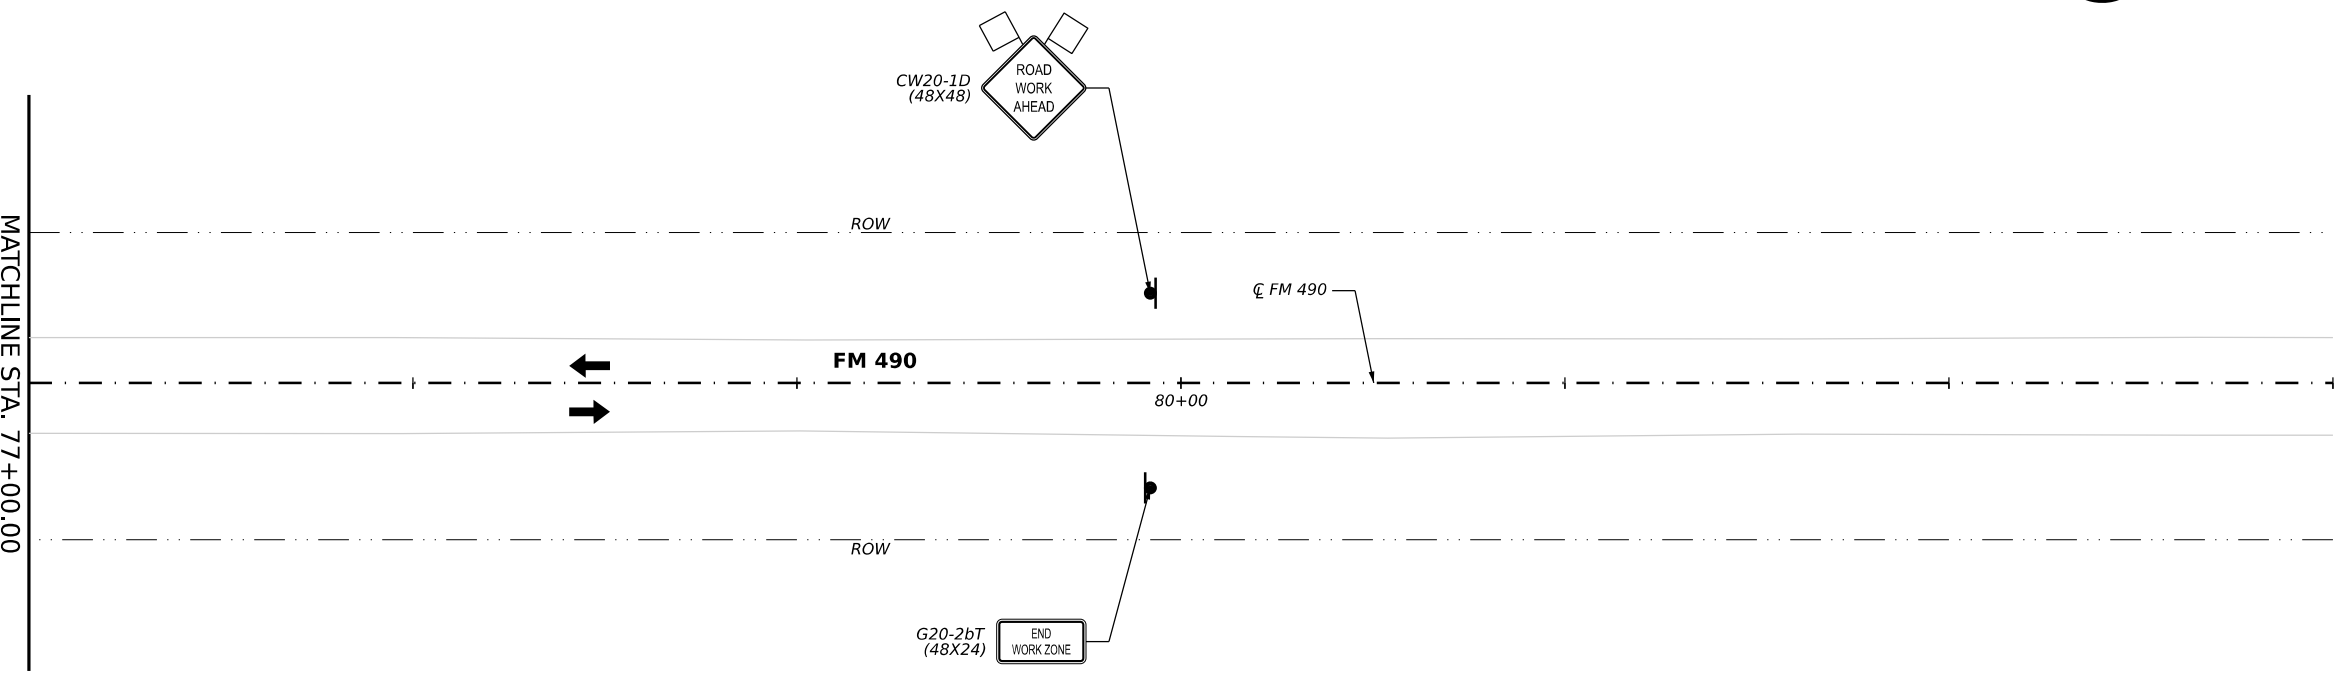 ROAD
WORK
AHEAD
CW20-1D
(48X48)
MATCHLINE STA. 77+00.00
ROW
℄ FM 490
FM 490
80+00
ROW
G20-2bT
(48X24)
END
WORK ZONE